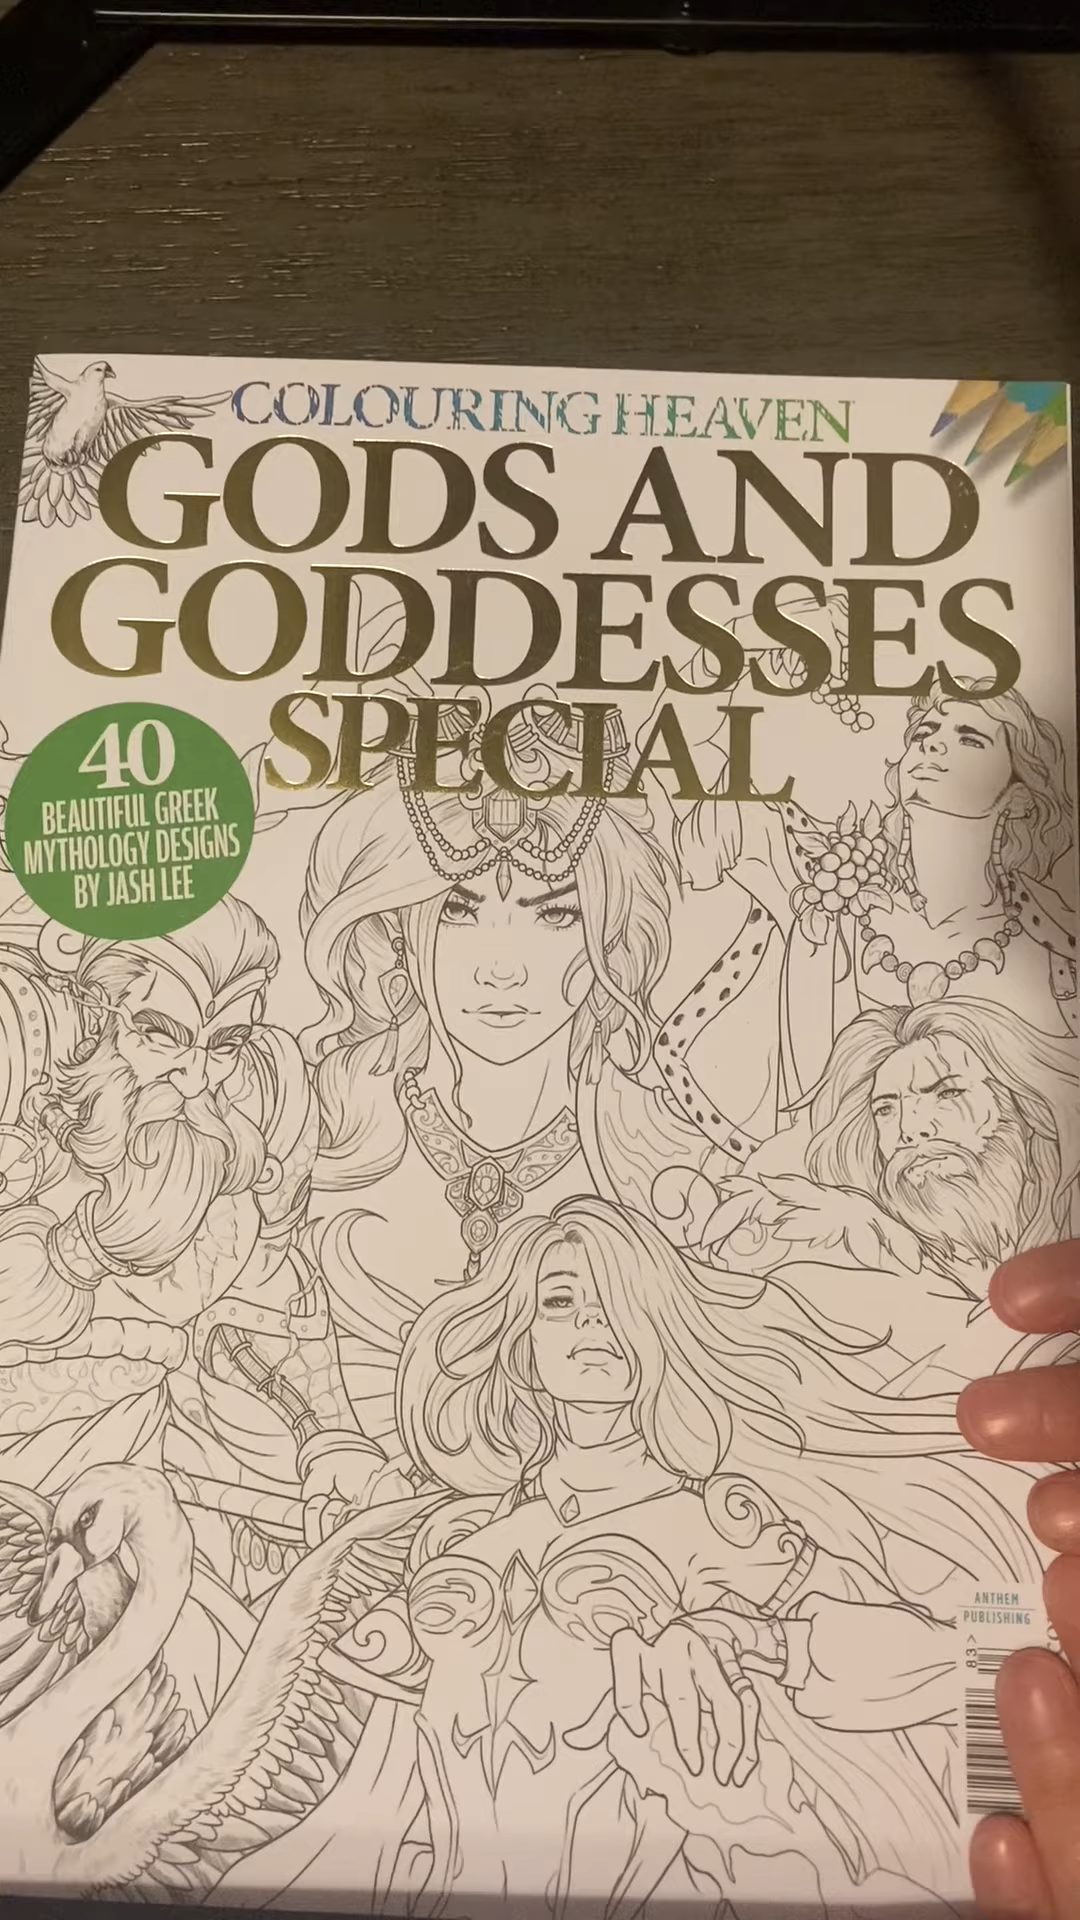 COLOURING HEAVEN
GODS AND
GODDESSES
SPECIAL
40
BEAUTIFUL GREEK
MYTHOLOGY DESIGNS
BY JASH LEE
ANTHEM
PUBLISHING
83>